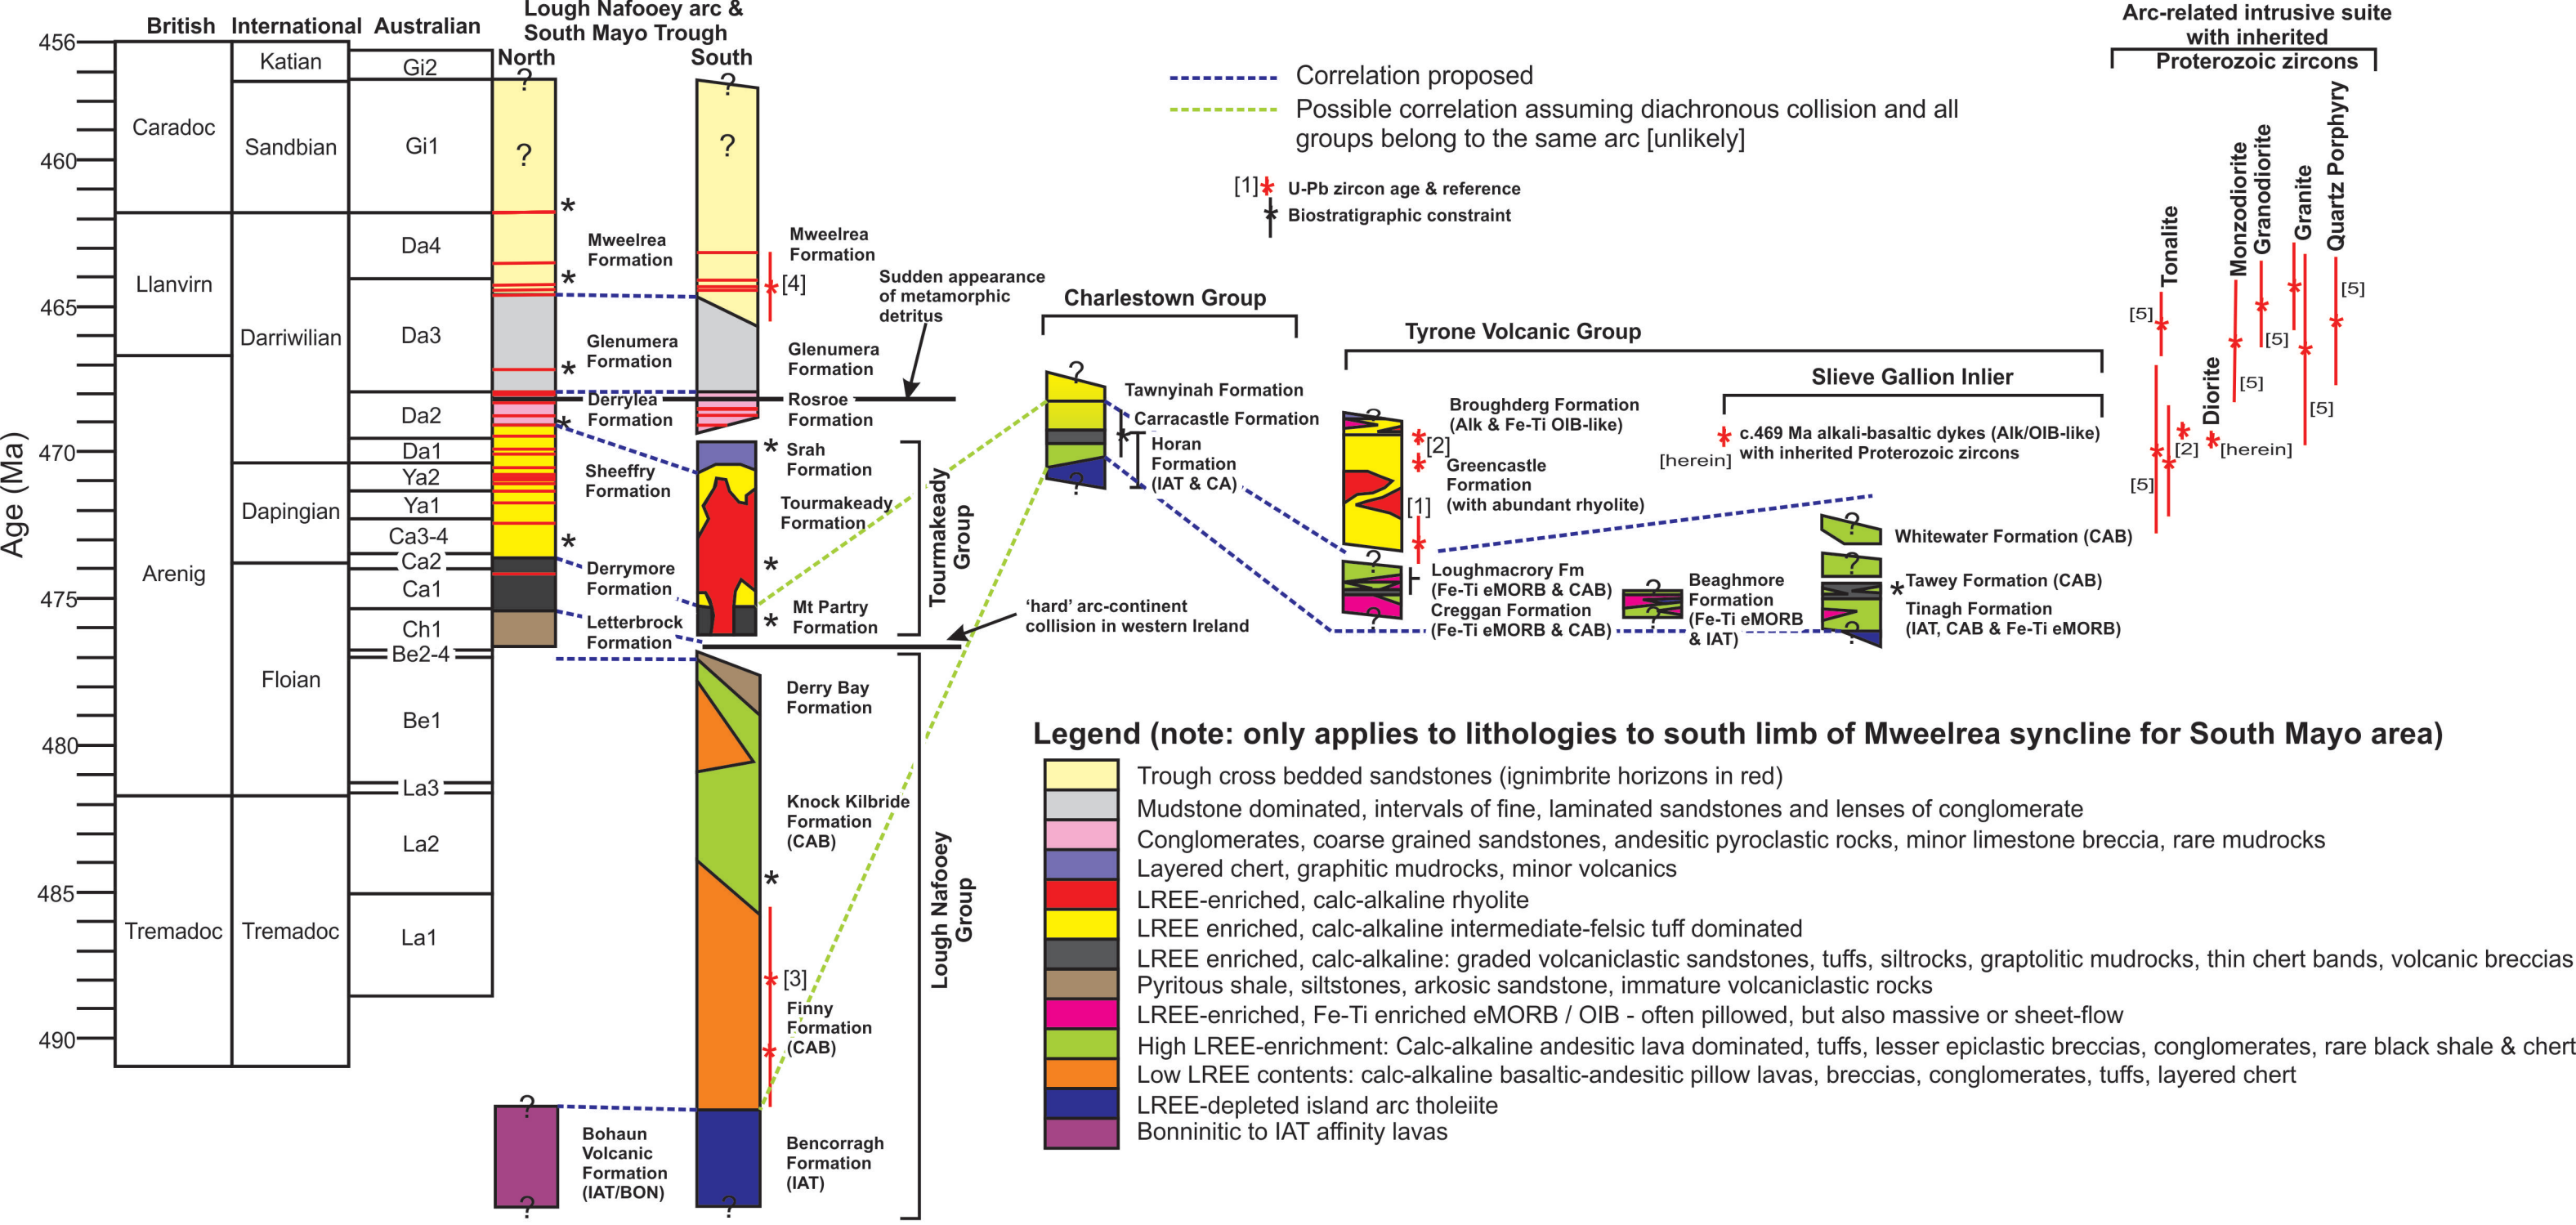 British
International
Australian
Lough Nafooey arc &
South Mayo Trough
North
South
Age (Ma)
456
460
465
470
475
480
485
490
Caradoc
Llanvirn
Arenig
Tremadoc
Katian
Sandbian
Darriwilian
Dapingian
Floian
Tremadoc
Gi2
Gi1
Da4
Da3
Da2
Da1
Ya2
Ya1
Ca3-4
Ca2
Ca1
Ch1
Be2-4
Be1
La3
La2
La1
?
?
*
Mweelrea
Formation
*
Glenumera
Formation
*
Derrylea
Formation
*
Sheeffry
Formation
*
Derrymore
Formation
Letterbrock
Formation
?
Bohaun
Volcanic
Formation
(IAT/BON)
?
?
?
Mweelrea
Formation
[4]
Glenumera
Formation
Rosroe
Formation
* Srah
Formation
Tourmakeady
Formation
*
* Mt Partry
Formation
Tourmakeady
Group
Derry Bay
Formation
Knock Kilbride
Formation
(CAB)
*
[3]
Finny
Formation
(CAB)
Bencorragh
Formation
(IAT)
?
Lough Nafooey
Group
Sudden appearance
of metamorphic
detritus
'hard' arc-continent
collision in western Ireland
Correlation proposed
Possible correlation assuming diachronous collision and all
groups belong to the same arc [unlikely]
[1]* U-Pb zircon age & reference
* Biostratigraphic constraint
Charlestown Group
?
Tawnyinah Formation
Carracastle Formation
*
Horan
Formation
(IAT & CA)
?
Tyrone Volcanic Group
?
Broughderg Formation
(Alk & Fe-Ti OIB-like)
[2]
Greencastle
Formation
(with abundant rhyolite)
[1]
?
Loughmacrory Fm
(Fe-Ti eMORB & CAB)
Creggan Formation
(Fe-Ti eMORB & CAB)
?
?
Beaghmore
Formation
(Fe-Ti eMORB
& IAT)
?
Slieve Gallion Inlier
c.469 Ma alkali-basaltic dykes (Alk/OIB-like)
with inherited Proterozoic zircons
[herein]
?
Whitewater Formation (CAB)
?
*Tawey Formation (CAB)
Tinagh Formation
(IAT, CAB & Fe-Ti eMORB)
?
Arc-related intrusive suite
with inherited
Proterozoic zircons
Tonalite
Diorite
Monzodiorite
Granodiorite
Granite
Quartz Porphyry
[5]
[5]
[2]
[herein]
[5]
[5]
[5]
[5]
Legend (note: only applies to lithologies to south limb of Mweelrea syncline for South Mayo area)
Trough cross bedded sandstones (ignimbrite horizons in red)
Mudstone dominated, intervals of fine, laminated sandstones and lenses of conglomerate
Conglomerates, coarse grained sandstones, andesitic pyroclastic rocks, minor limestone breccia, rare mudrocks
Layered chert, graphitic mudrocks, minor volcanics
LREE-enriched, calc-alkaline rhyolite
LREE enriched, calc-alkaline intermediate-felsic tuff dominated
LREE enriched, calc-alkaline: graded volcaniclastic sandstones, tuffs, siltrocks, graptolitic mudrocks, thin chert bands, volcanic breccias
Pyritous shale, siltstones, arkosic sandstone, immature volcaniclastic rocks
LREE-enriched, Fe-Ti enriched eMORB / OIB - often pillowed, but also massive or sheet-flow
High LREE-enrichment: Calc-alkaline andesitic lava dominated, tuffs, lesser epiclastic breccias, conglomerates, rare black shale & chert
Low LREE contents: calc-alkaline basaltic-andesitic pillow lavas, breccias, conglomerates, tuffs, layered chert
LREE-depleted island arc tholeiite
Bonninitic to IAT affinity lavas